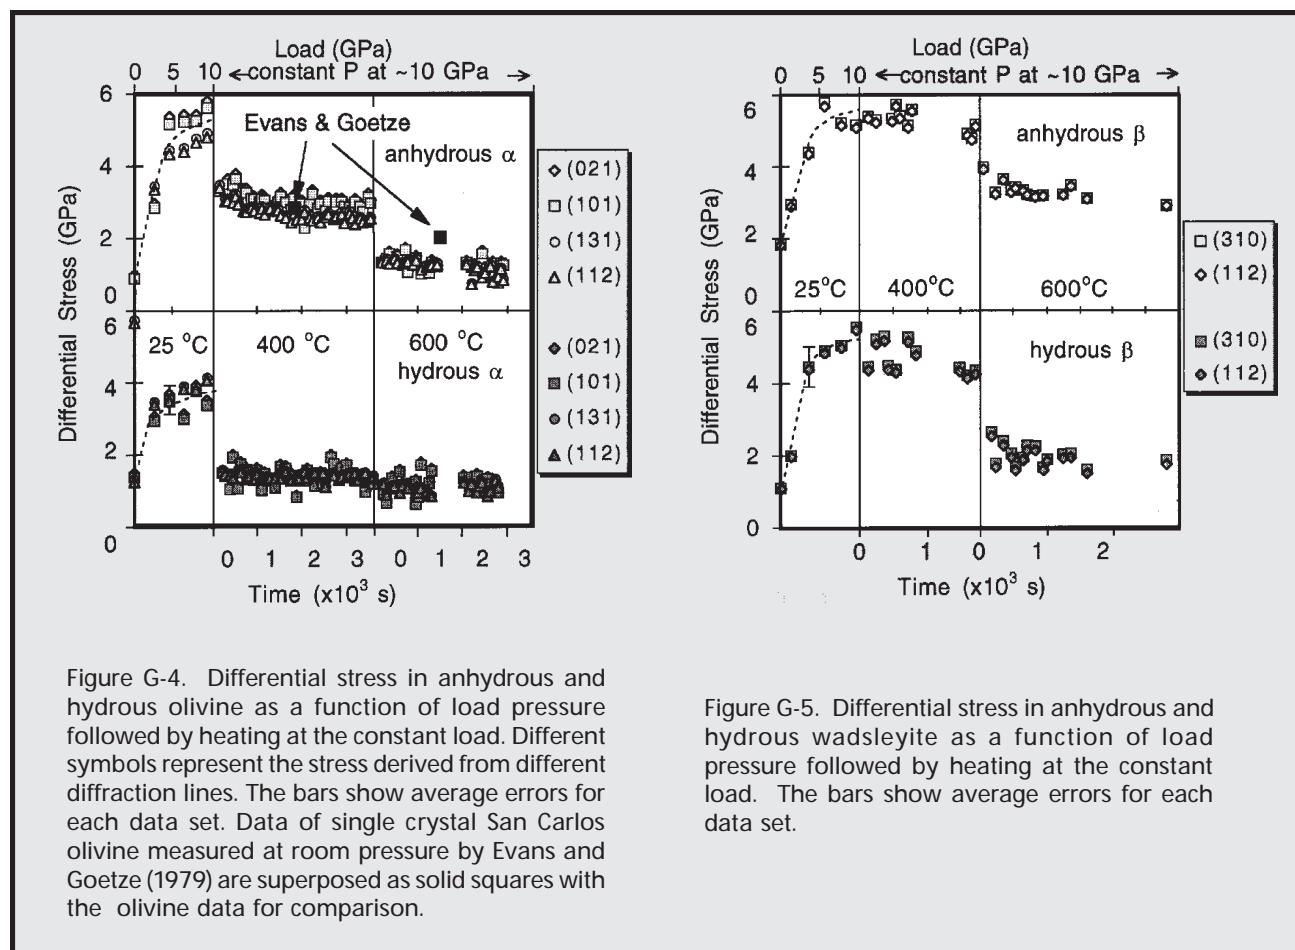 Load (GPa)
0 5 10 constant P at ~10 GPa
6
4
2
0
6
4
2
0
Differential Stress (GPa)
Evans & Goetze
anhydrous α
25 °C
400 °C
600 °C
hydrous α
0 1 2 3 0 1 2 3
Time (x10³ s)
(021)
(101)
(131)
(112)
(021)
(101)
(131)
(112)
Figure G-4. Differential stress in anhydrous and
hydrous olivine as a function of load pressure
followed by heating at the constant load. Different
symbols represent the stress derived from different
diffraction lines. The bars show average errors for
each data set. Data of single crystal San Carlos
olivine measured at room pressure by Evans and
Goetze (1979) are superposed as solid squares with
the olivine data for comparison.
Load (GPa)
0 5 10 constant P at ~10 GPa
6
4
2
0
6
4
2
0
Differential Stress (GPa)
anhydrous β
25°C
400°C
600°C
hydrous β
0 1 0 1 2
Time (x10³ s)
(310)
(112)
(310)
(112)
Figure G-5. Differential stress in anhydrous and
hydrous wadsleyite as a function of load
pressure followed by heating at the constant
load. The bars show average errors for each
data set.